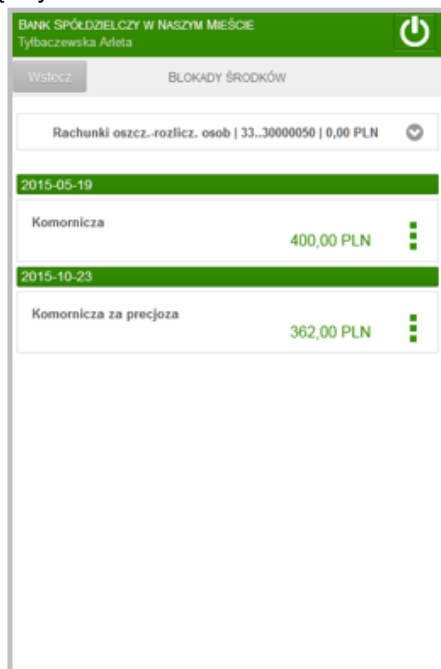 BANK SPÓŁDZIELCZY W NASZYM MIEŚCIE
Tyłbaczewska Arleta
Wstecz
BLOKADY ŚRODKÓW
Rachunki oszcz.-rozlicz. osob | 33..30000050 | 0,00 PLN
2015-05-19
Komornicza
400,00 PLN
2015-10-23
Komornicza za precjoza
362,00 PLN